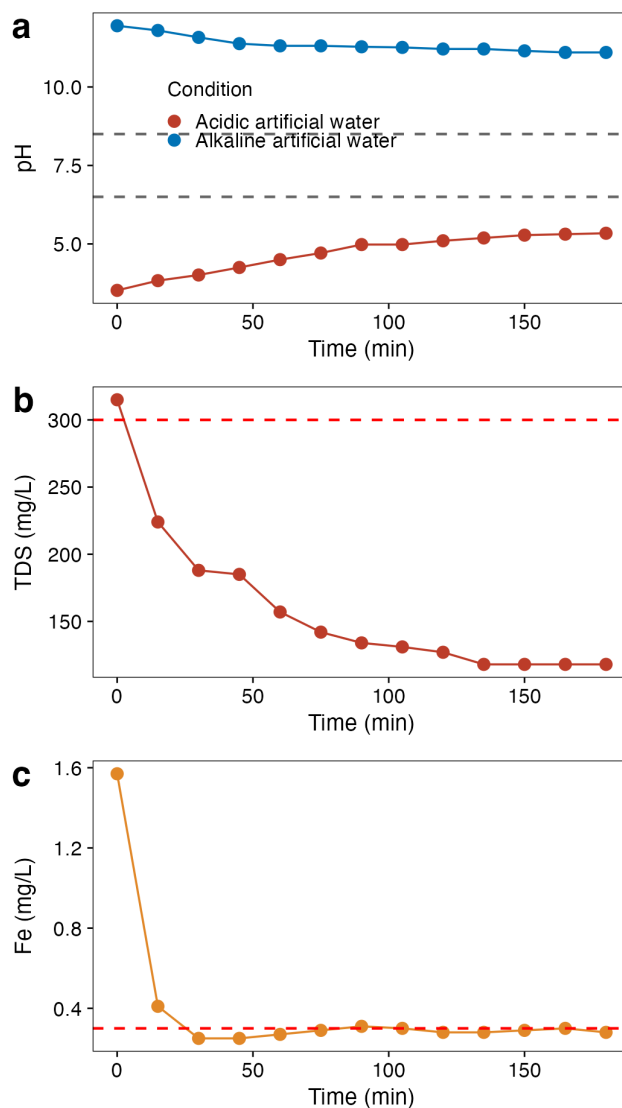 a
10.0
7.5
5.0
pH
Condition
Acidic artificial water
Alkaline artificial water
0 50 100 150
Time (min)
b
300
250
200
150
TDS (mg/L)
0 50 100 150
Time (min)
c
1.6
1.2
0.8
0.4
Fe (mg/L)
0 50 100 150
Time (min)